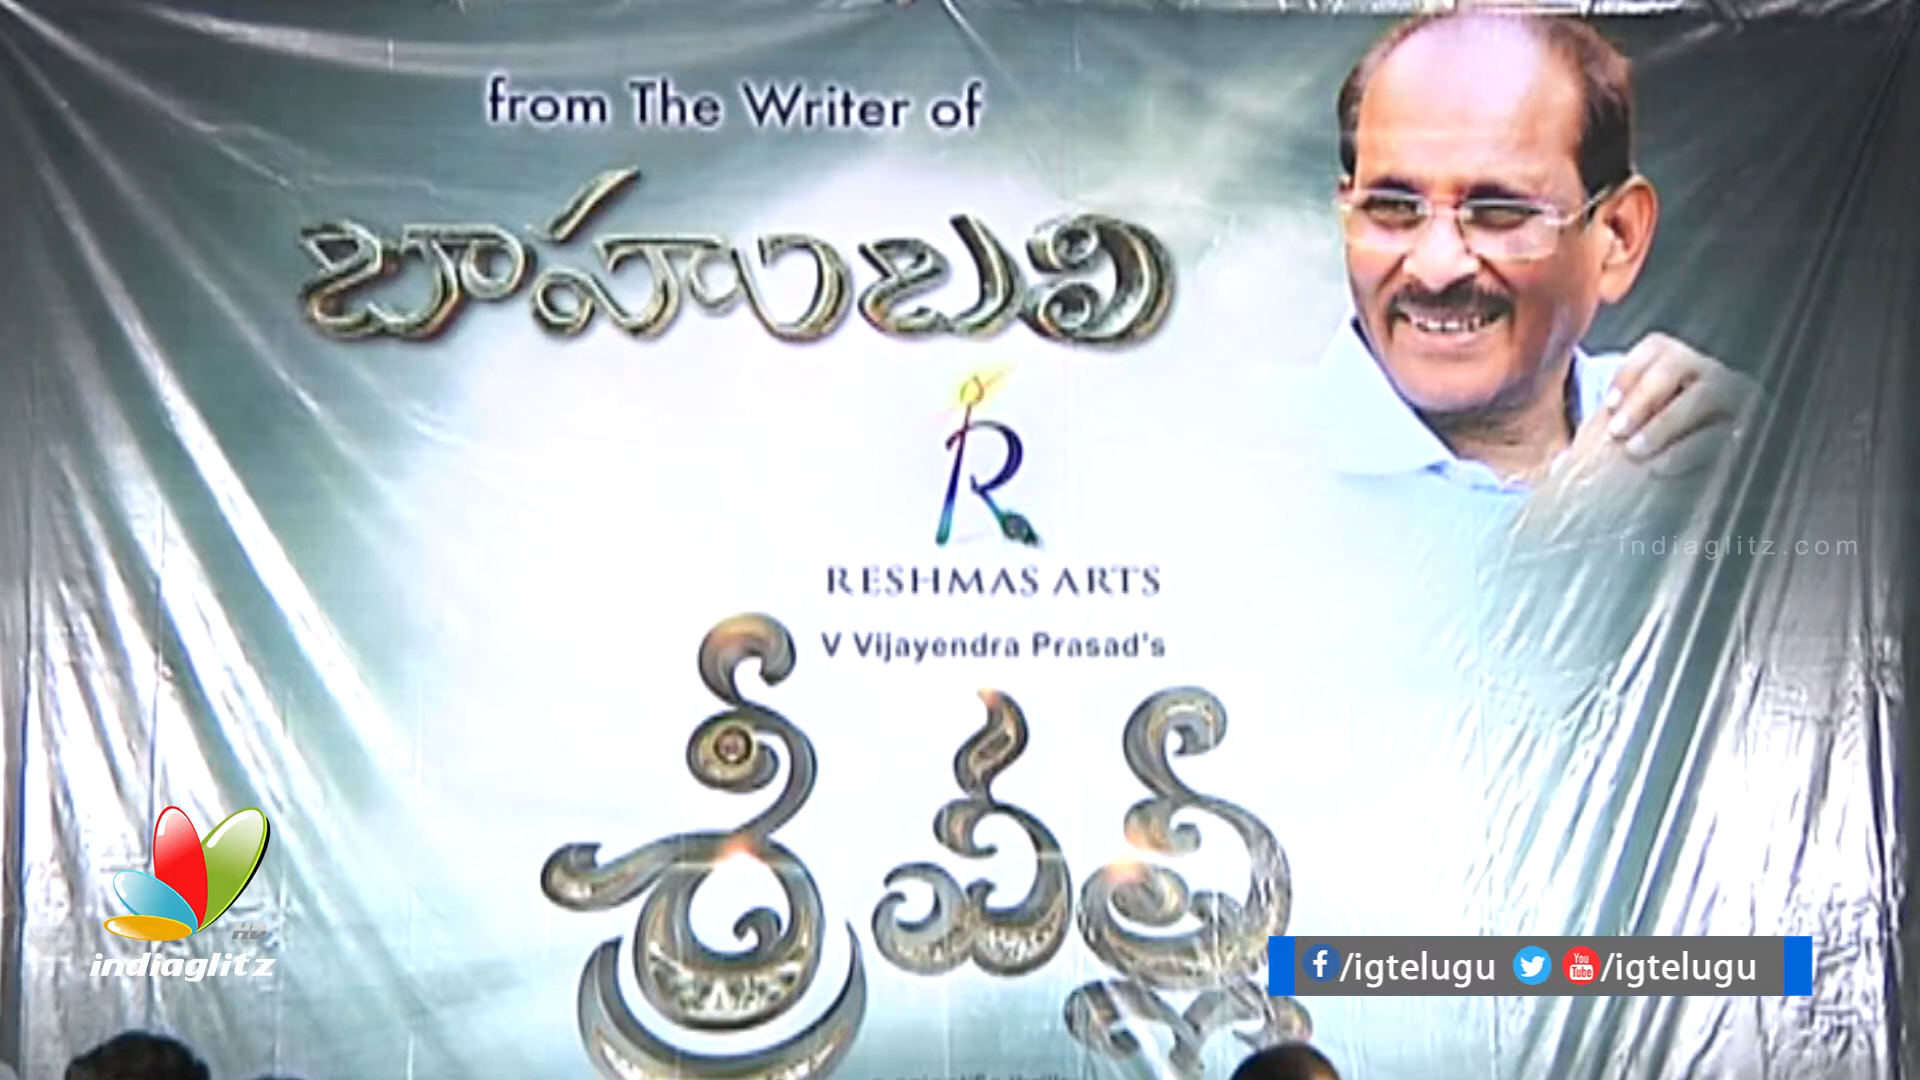 from The Writer of
బాహుబలి
indiaglitz.com
RESHMAS ARTS
V Vijayendra Prasad's
శ్రీవల్లీ
indiaglitz
/igtelugu /igtelugu